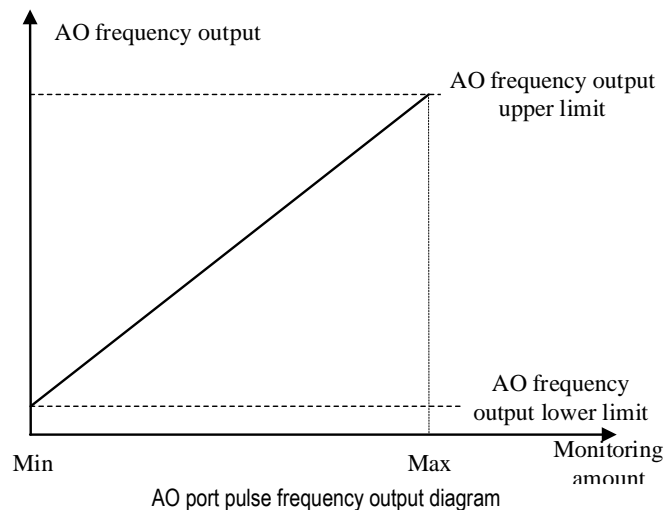 AO frequency output
AO frequency output
upper limit
AO frequency
output lower limit
Monitoring
amount
Min
Max
AO port pulse frequency output diagram